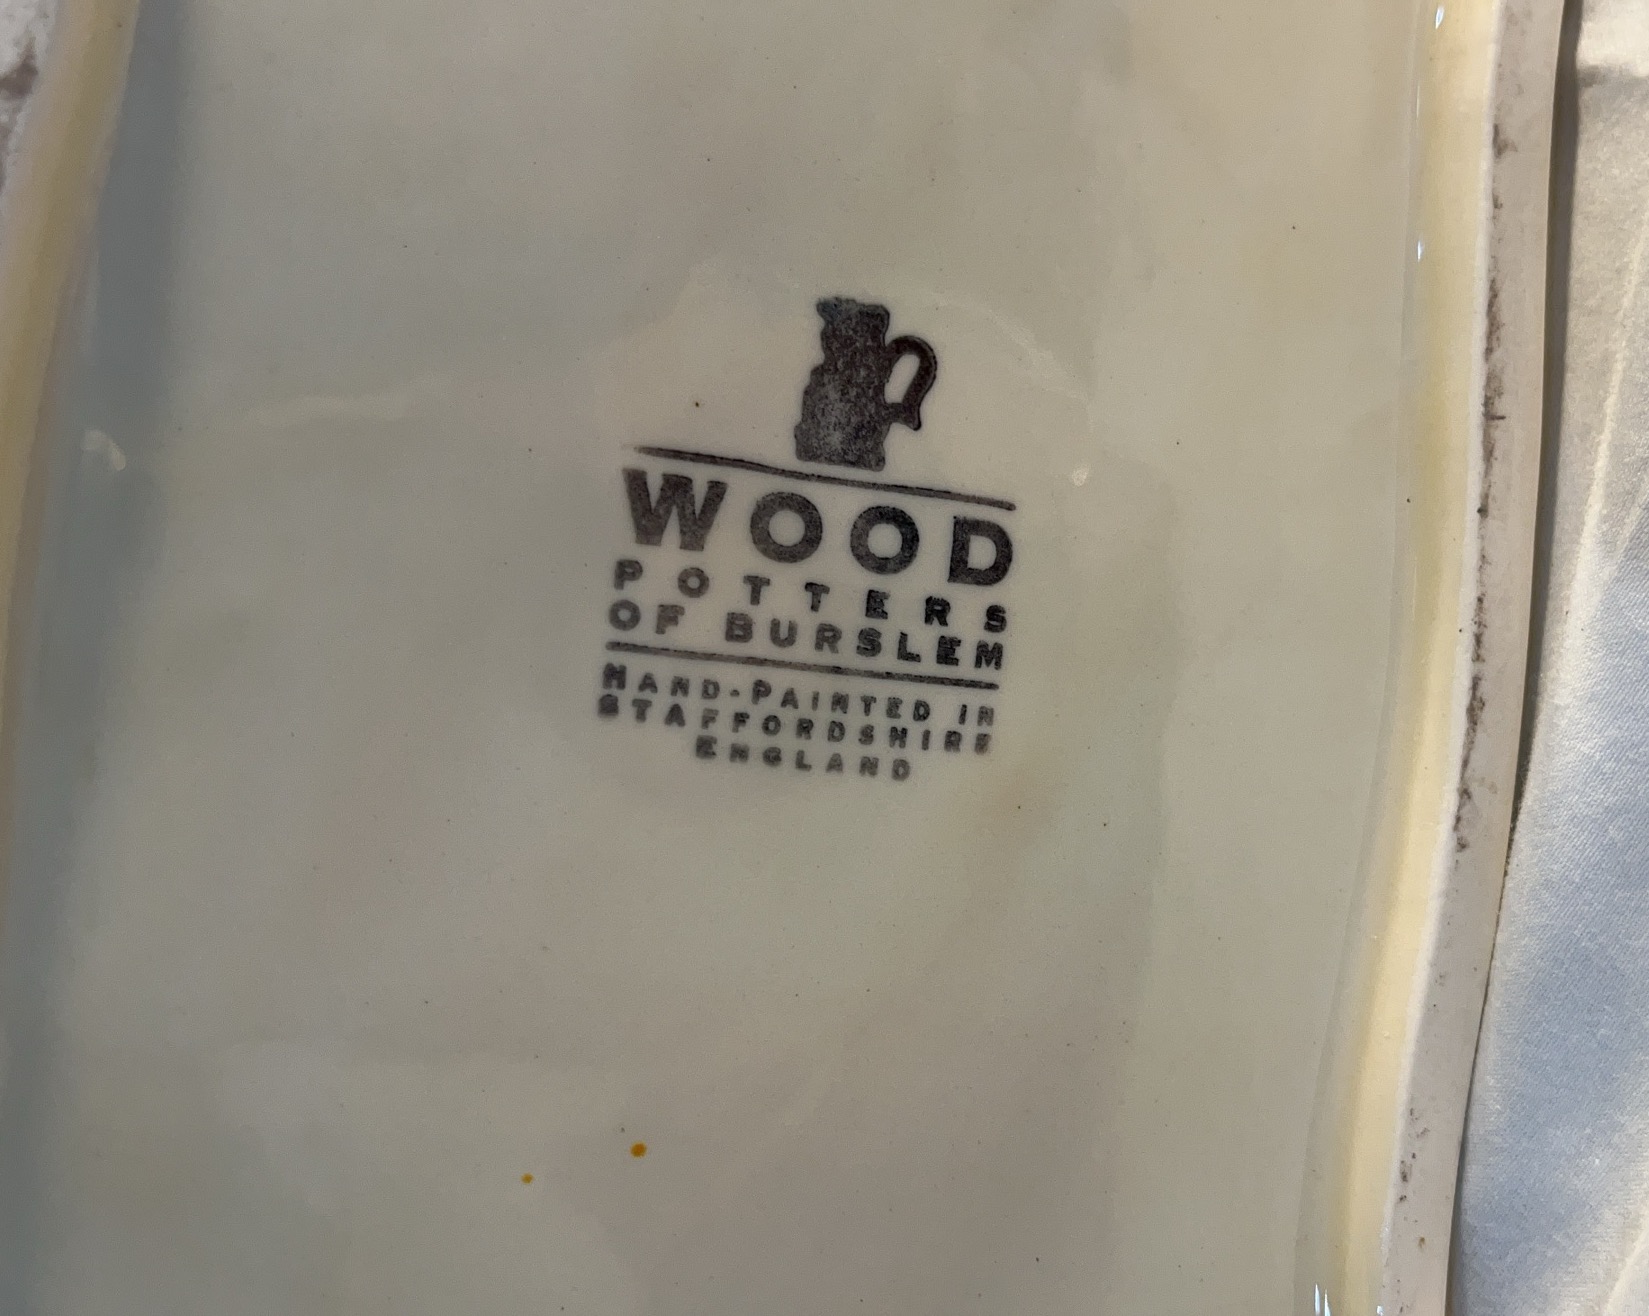 WOOD
POTTERS
OF BURSLEM
HAND-PAINTED IN
STAFFORDSHIRE
ENGLAND